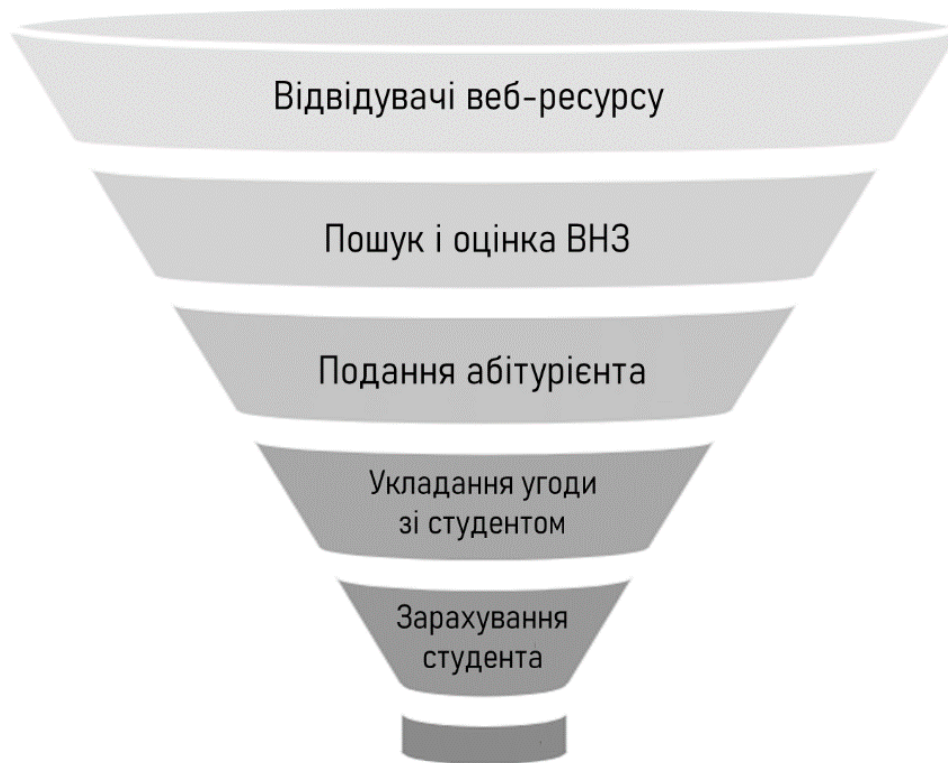 Відвідувачі веб-ресурсу
Пошук і оцінка ВНЗ
Подання абітурієнта
Укладання угоди
зі студентом
Зарахування
студента